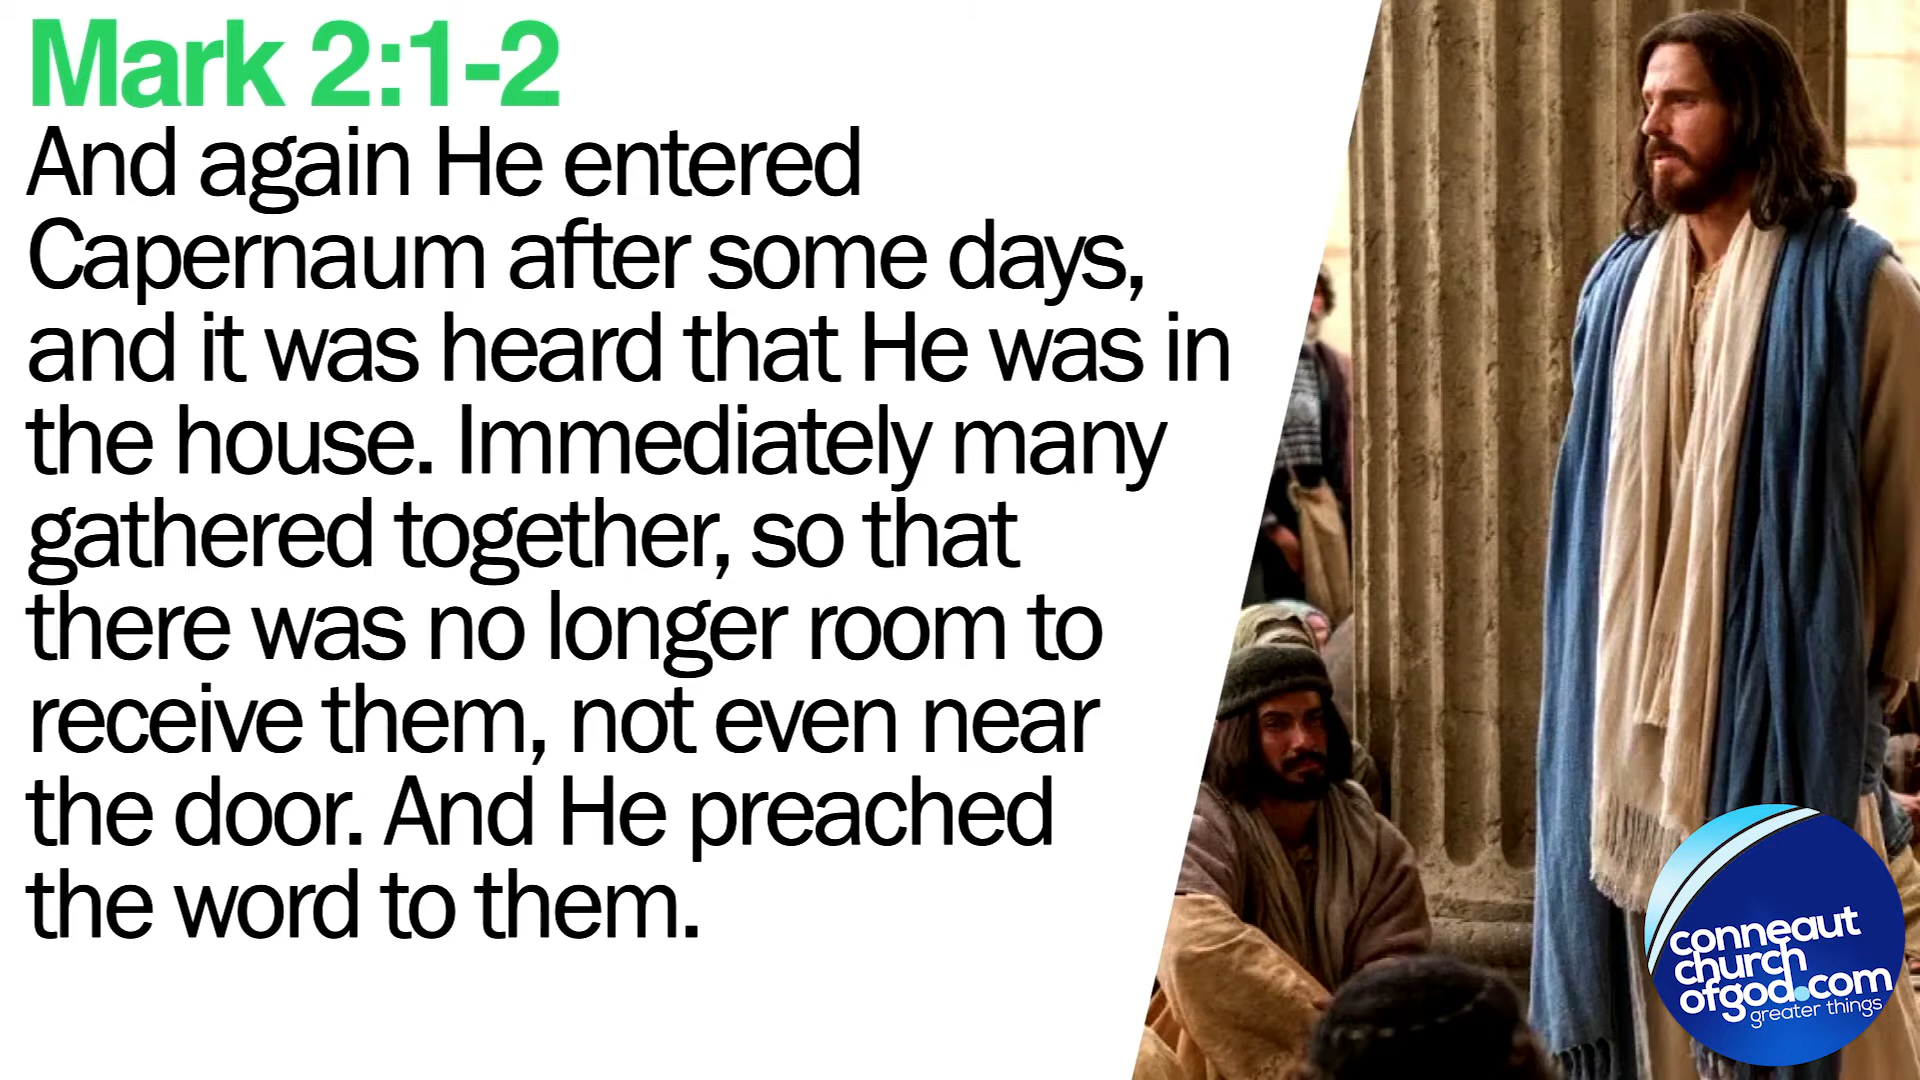 Mark 2:1-2
And again He entered
Capernaum after some days,
and it was heard that He was in
the house. Immediately many
gathered together, so that
there was no longer room to
receive them, not even near
the door. And He preached
the word to them.
conneaut
church
ofgod.com
greater things